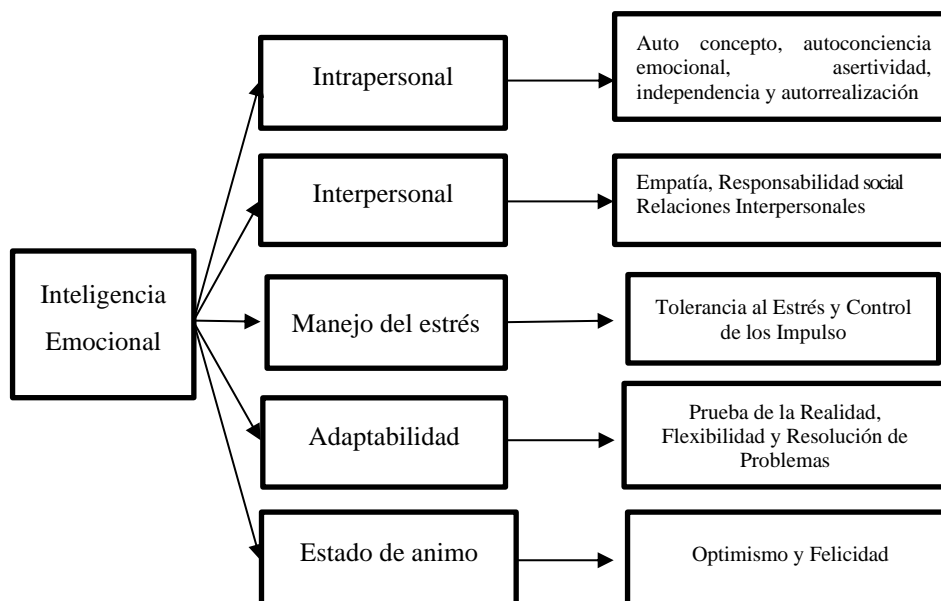 Intrapersonal
Auto concepto, autoconciencia
emocional, asertividad,
independencia y autorrealización
Interpersonal
Empatía, Responsabilidad social
Relaciones Interpersonales
Inteligencia
Emocional
Manejo del estrés
Tolerancia al Estrés y Control
de los Impulso
Adaptabilidad
Prueba de la Realidad,
Flexibilidad y Resolución de
Problemas
Estado de animo
Optimismo y Felicidad